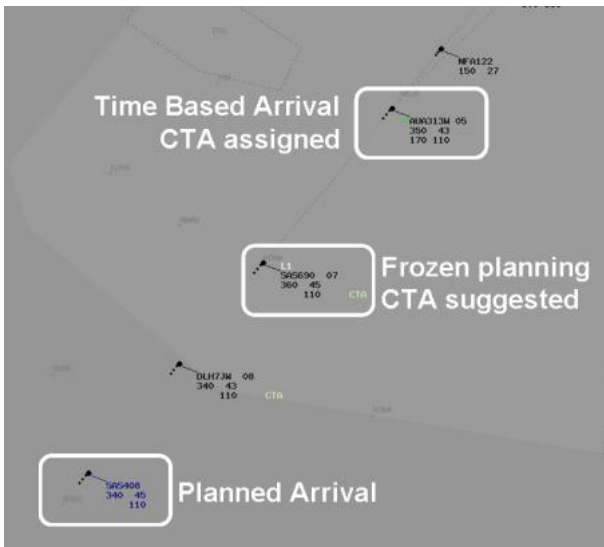 NFA122
150 27
Time Based Arrival
CTA assigned
AVA313W 05
350 43
170 110
L1
SAS690 07
360 45
110 CTA
Frozen planning
CTA suggested
DLH7JW 08
340 43
110 CTA
SAS408
340 45
110
Planned Arrival